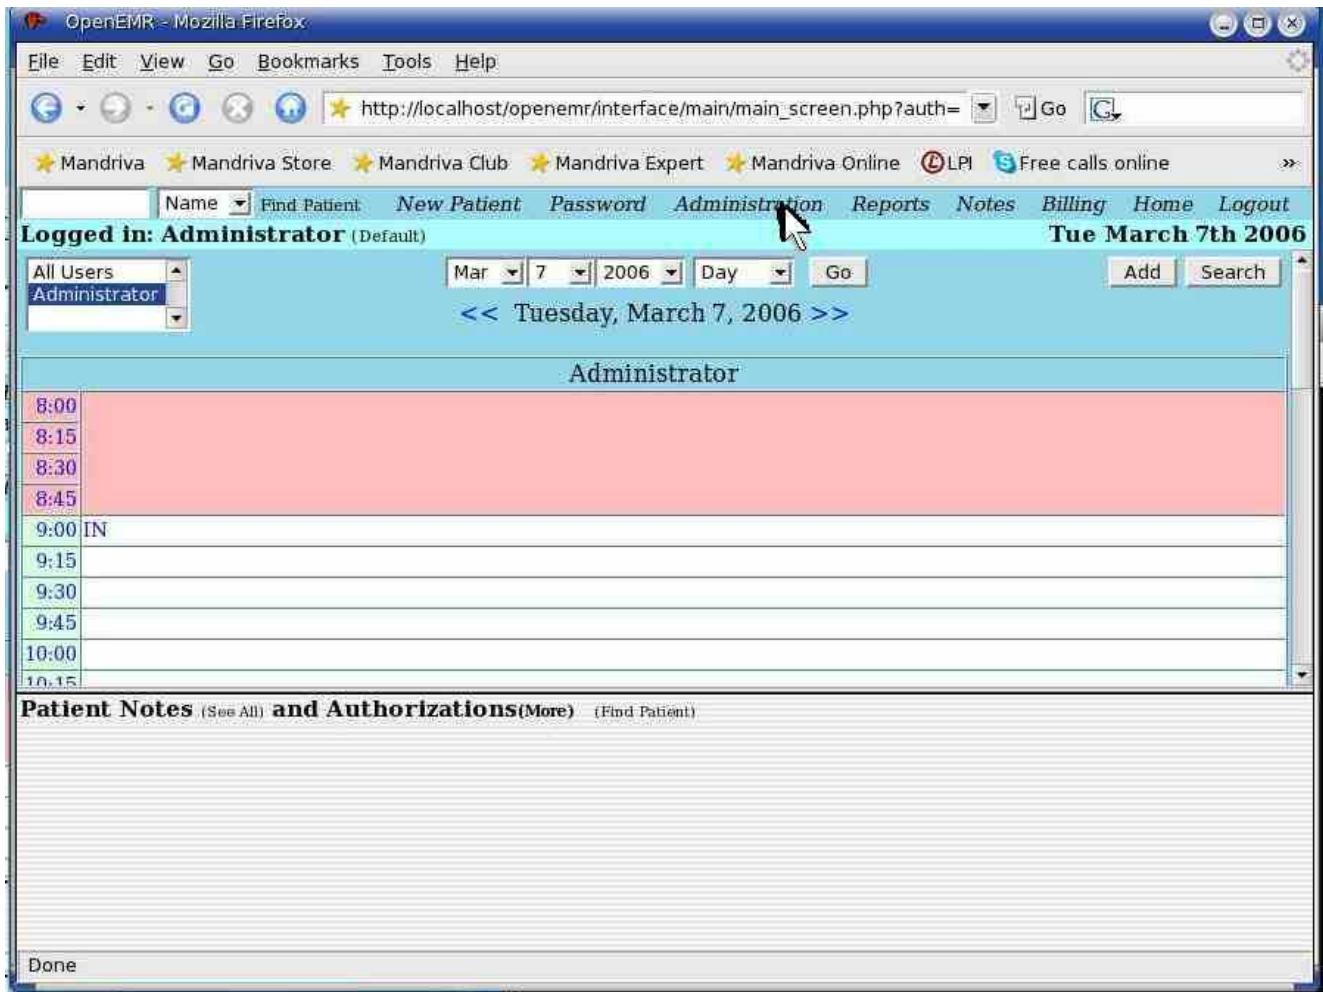 OpenEMR - Mozilla Firefox
File Edit View Go Bookmarks Tools Help
http://localhost/openemr/interface/main/main_screen.php?auth= Go G
Mandriva Mandriva Store Mandriva Club Mandriva Expert Mandriva Online LPI Free calls online »
Name Find Patient New Patient Password Administration Reports Notes Billing Home Logout
Logged in: Administrator (Default) Tue March 7th 2006
All Users Mar 7 2006 Day Go Add Search
Administrator
<< Tuesday, March 7, 2006 >>
Administrator
8:00
8:15
8:30
8:45
9:00 IN
9:15
9:30
9:45
10:00
10:15
Patient Notes (See All) and Authorizations(More) (Find Patient)
Done